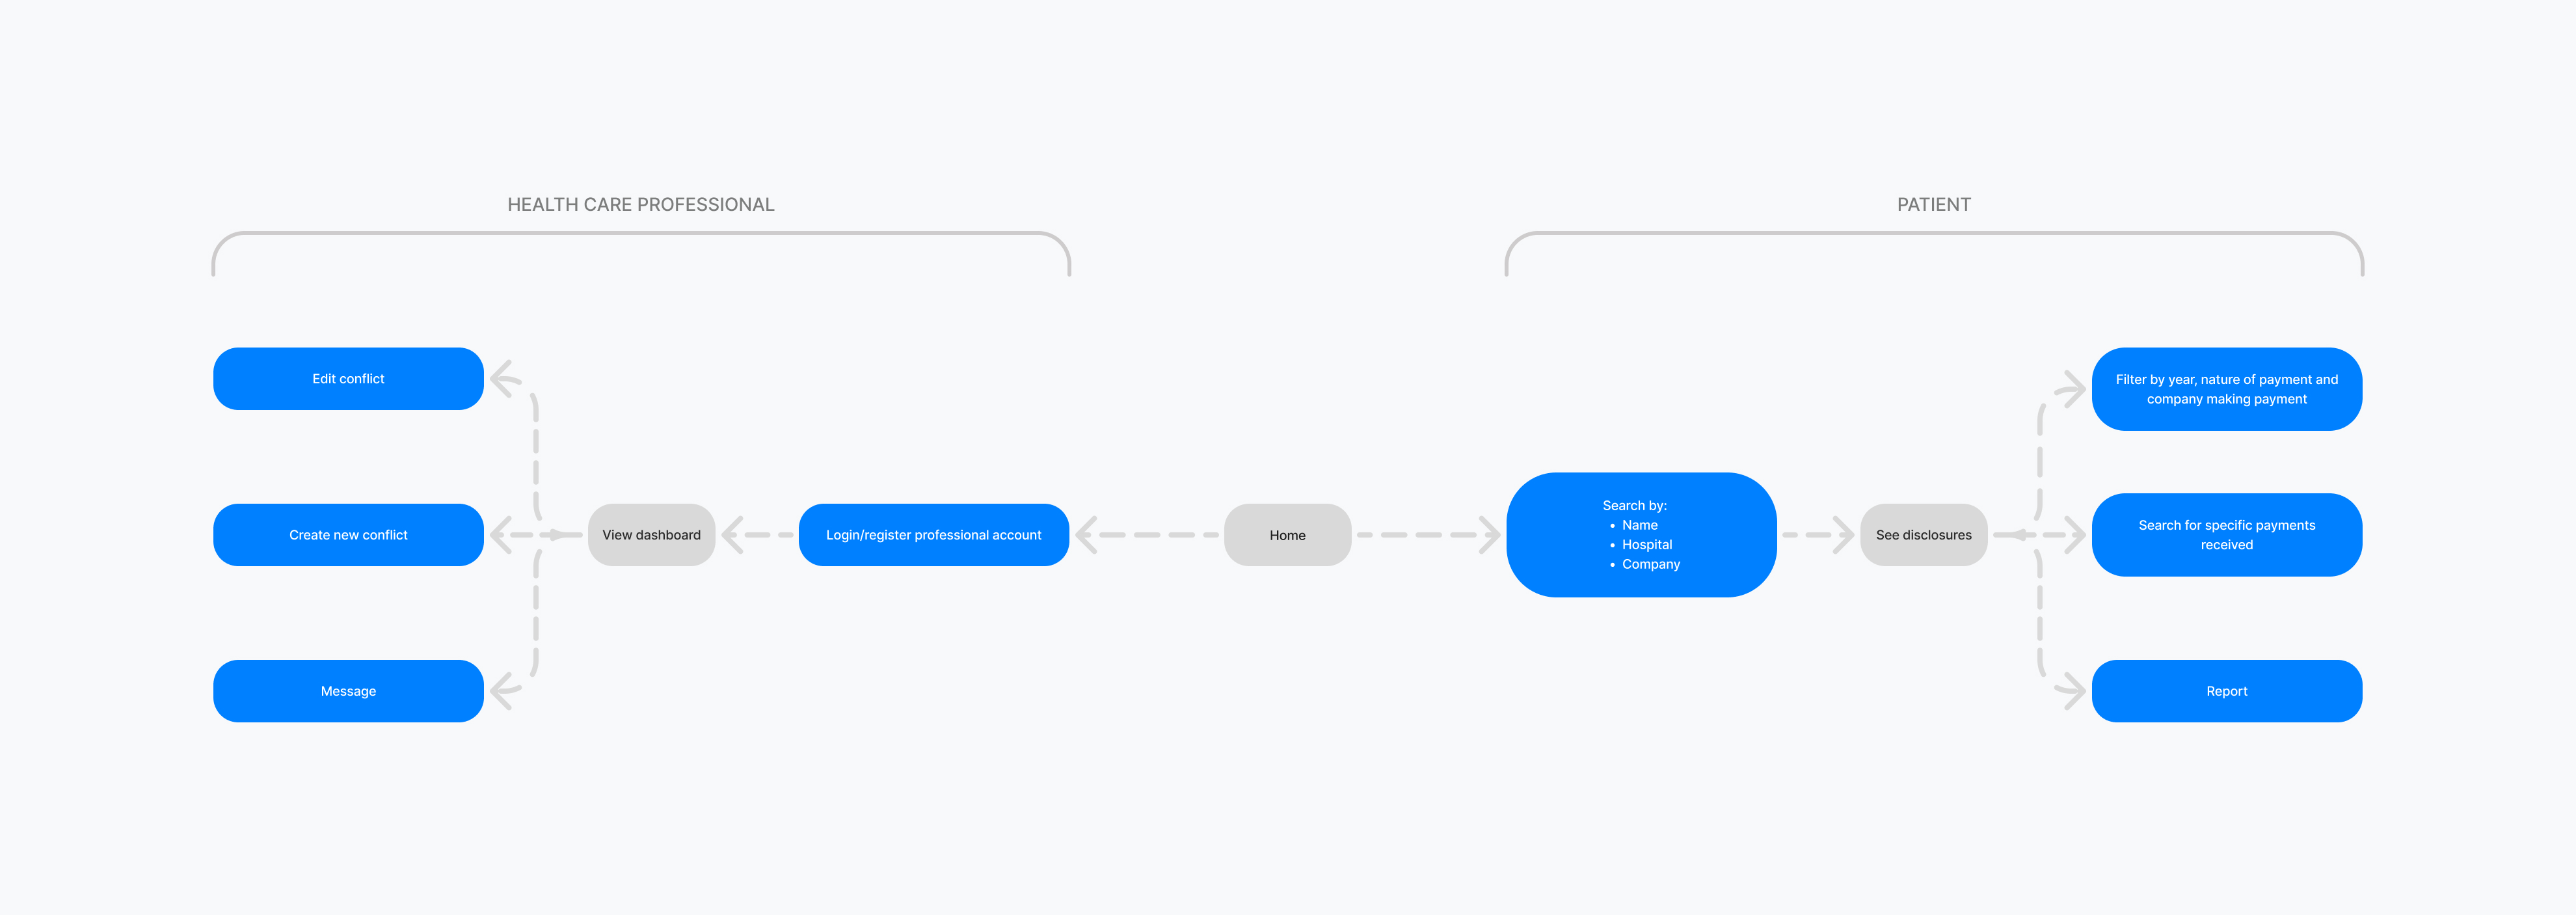 HEALTH CARE PROFESSIONAL
PATIENT
Edit conflict
Create new conflict
Message
View dashboard
Login/register professional account
Home
Search by:
• Name
• Hospital
• Company
See disclosures
Filter by year, nature of payment and
company making payment
Search for specific payments
received
Report